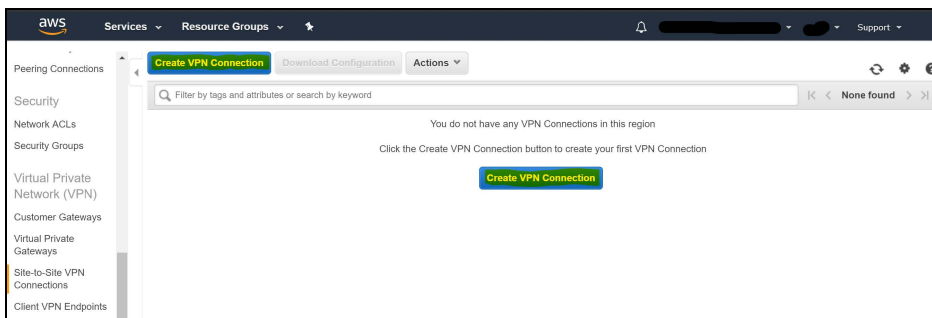 aws
Services
Resource Groups
Support
Peering Connections
Security
Network ACLs
Security Groups
Virtual Private
Network (VPN)
Customer Gateways
Virtual Private
Gateways
Site-to-Site VPN
Connections
Client VPN Endpoints
Create VPN Connection
Download Configuration
Actions
Filter by tags and attributes or search by keyword
None found
You do not have any VPN Connections in this region
Click the Create VPN Connection button to create your first VPN Connection
Create VPN Connection